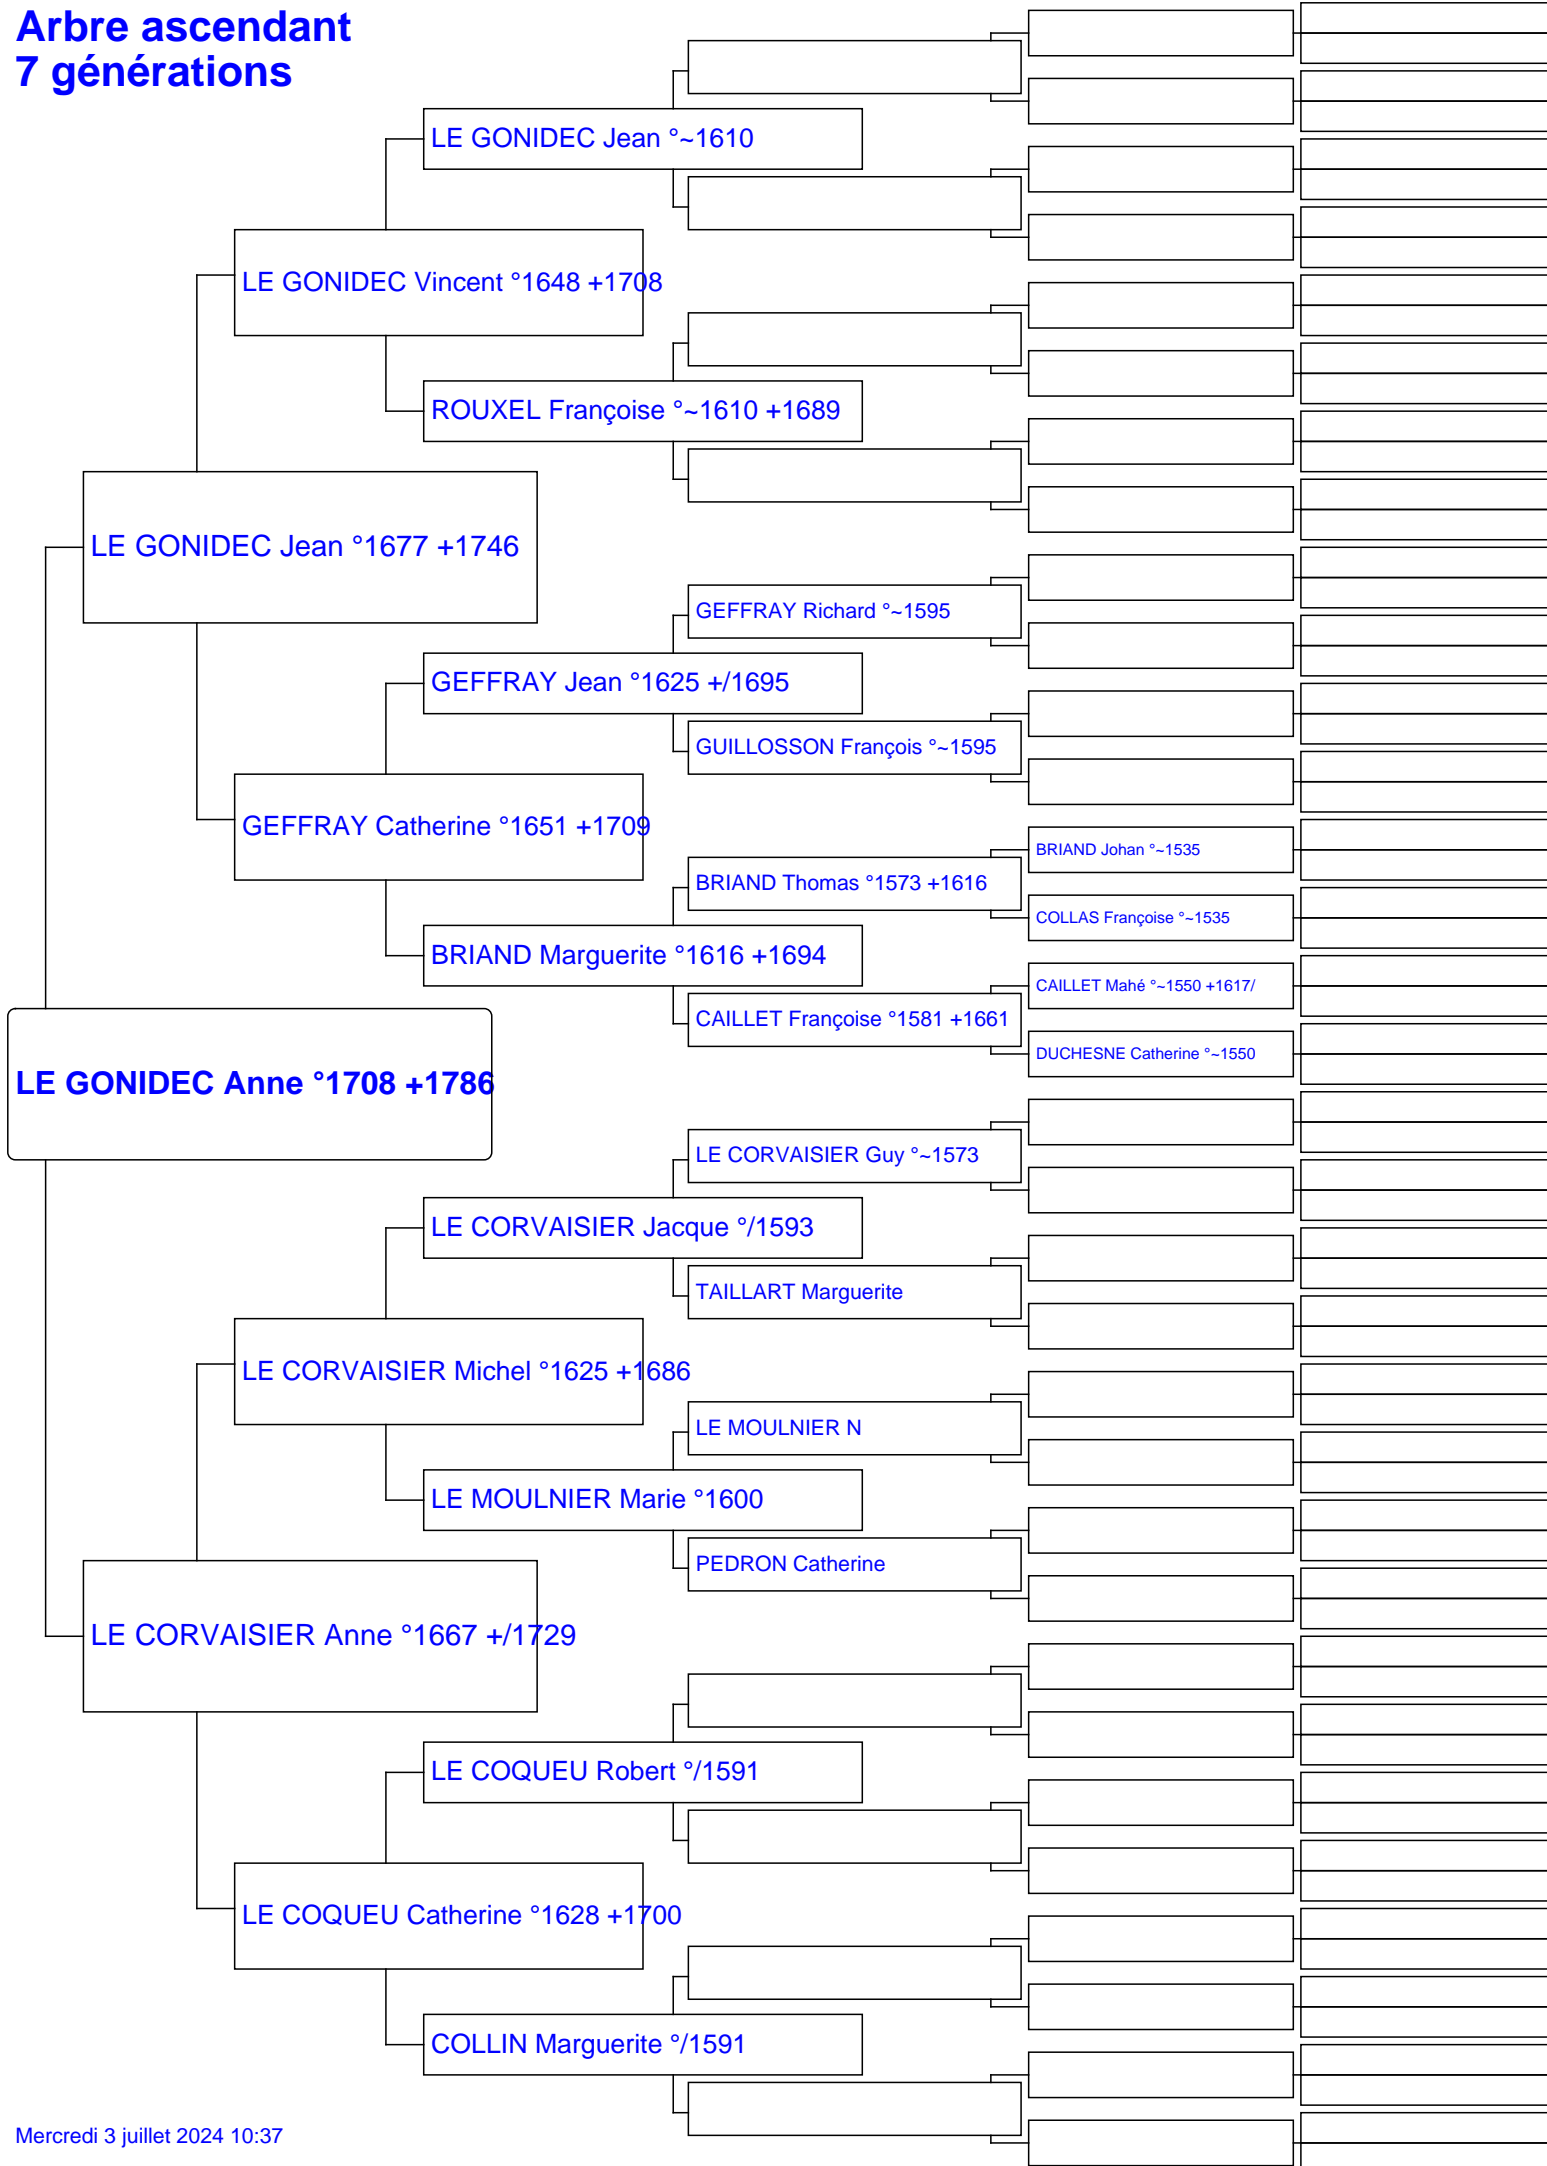 Arbre ascendant
7 générations
LE GONIDEC Jean °~1610
LE GONIDEC Vincent °1648 +1708
ROUXEL Françoise °~1610 +1689
LE GONIDEC Jean °1677 +1746
GEFFRAY Richard °~1595
GEFFRAY Jean °1625 +/1695
GUILLOSSON François °~1595
GEFFRAY Catherine °1651 +1709
BRIAND Johan °~1535
BRIAND Thomas °1573 +1616
COLLAS Françoise °~1535
BRIAND Marguerite °1616 +1694
CAILLET Mahé °~1550 +1617/
CAILLET Françoise °1581 +1661
DUCHESNE Catherine °~1550
LE GONIDEC Anne °1708 +1786
LE CORVAISIER Guy °~1573
LE CORVAISIER Jacque °/1593
TAILLART Marguerite
LE CORVAISIER Michel °1625 +1686
LE MOULNIER N
LE MOULNIER Marie °1600
PEDRON Catherine
LE CORVAISIER Anne °1667 +/1729
LE COQUEU Robert °/1591
LE COQUEU Catherine °1628 +1700
COLLIN Marguerite °/1591
Mercredi 3 juillet 2024 10:37